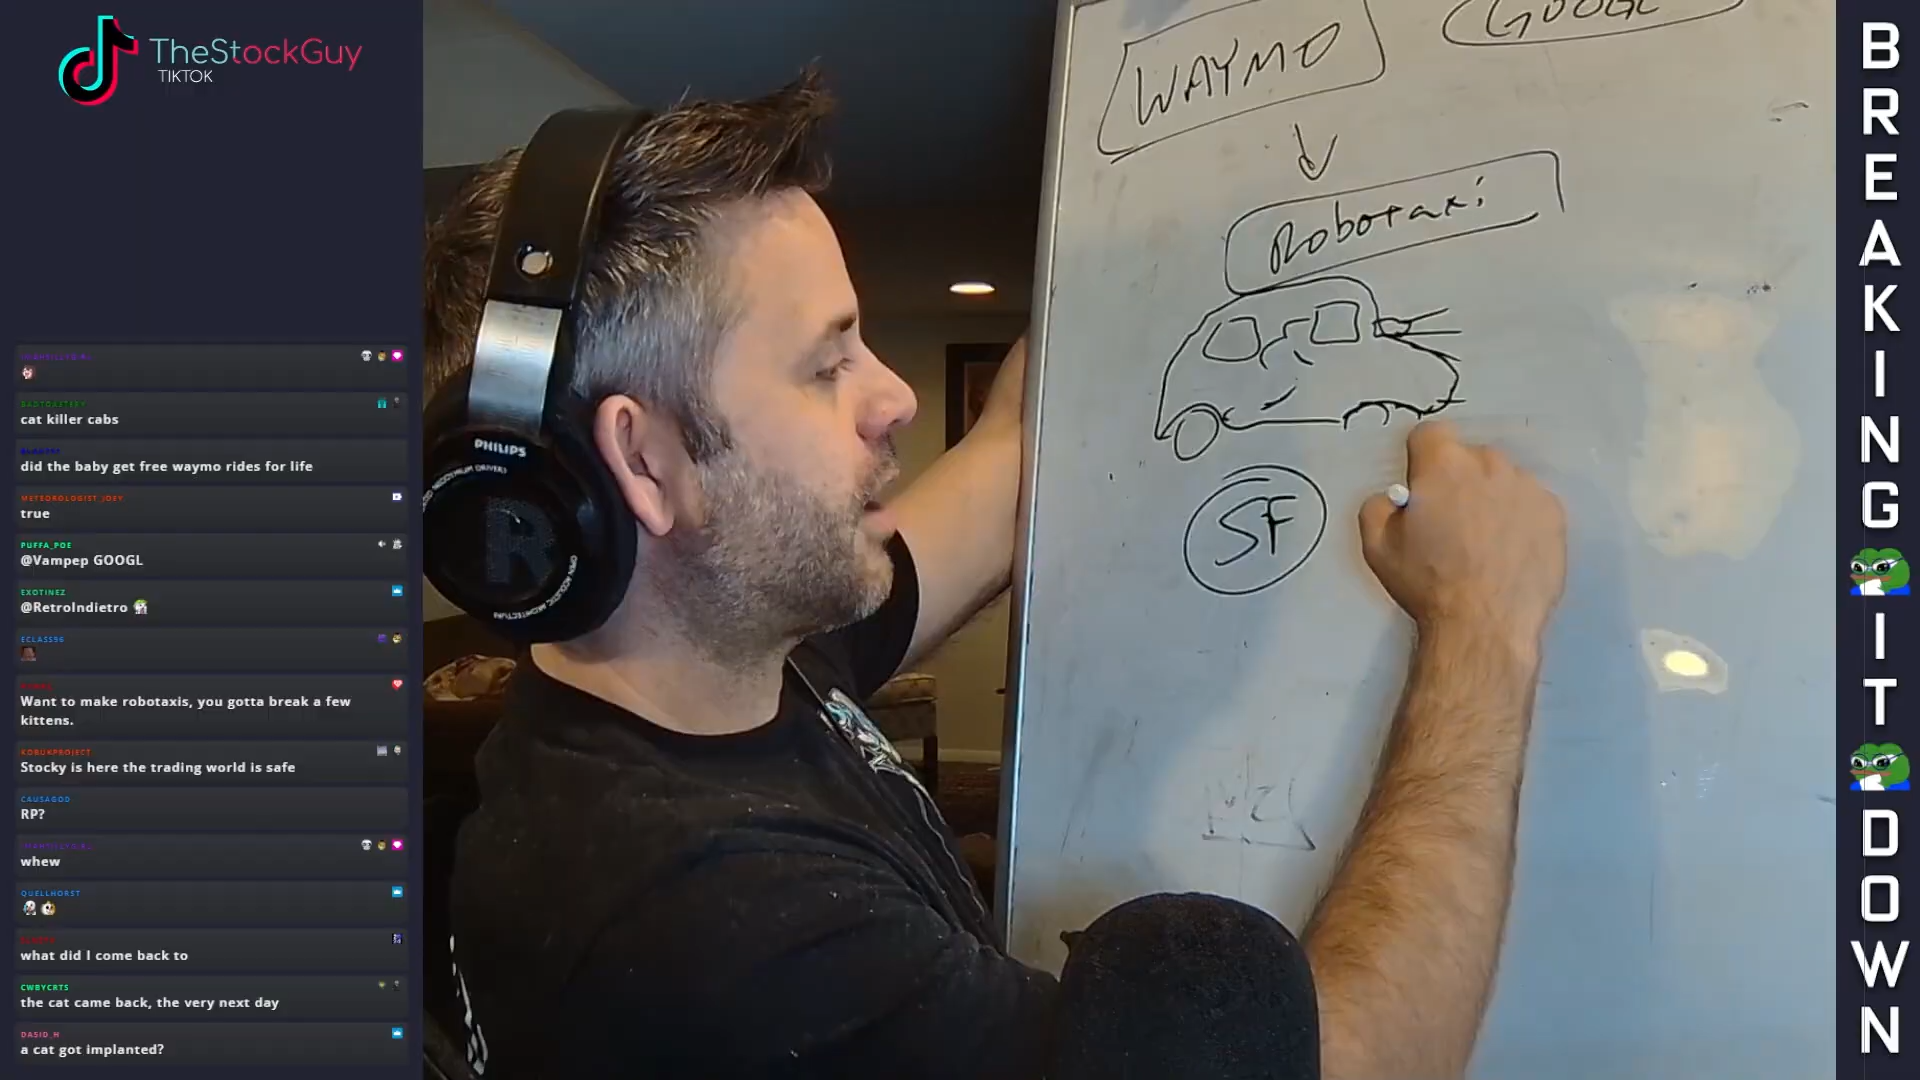 TheStockGuy
TIKTOK
cat killer cabs
did the baby get free waymo rides for life
METEOROLOGIST_JOEY
true
PUFFA_POE
@Vampep GOOGL
EXOTINEZ
@RetroIndietro
ECLASS96
Want to make robotaxis, you gotta break a few
kittens.
KOBUKPROJECT
Stocky is here the trading world is safe
CAUSAGOD
RP?
whew
QUELLHORST
what did I come back to
CWBYCRTS
the cat came back, the very next day
DASID_H
a cat got implanted?
PHILIPS
R
WAYMO
GOOGL
Robotaxi
SF
BREAKING IT DOWN